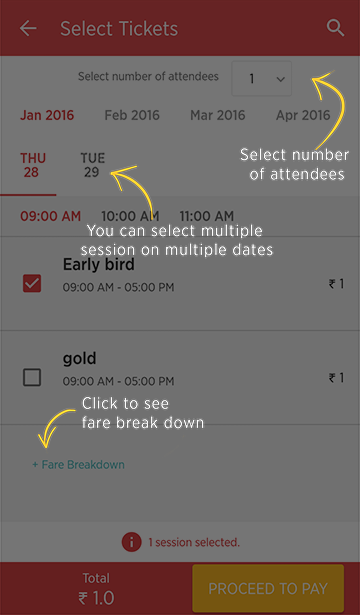 Select Tickets
Select number of attendees 1
Jan 2016 Feb 2016 Mar 2016 Apr 2016
THU TUE
28 29
Select number
of attendees
09:00 AM 10:00 AM 11:00 AM
You can select multiple
session on multiple dates
Early bird
09:00 AM - 05:00 PM ₹ 1
gold
09:00 AM - 05:00 PM ₹ 1
Click to see
fare break down
+ Fare Breakdown
1 session selected.
Total
₹ 1.0
PROCEED TO PAY